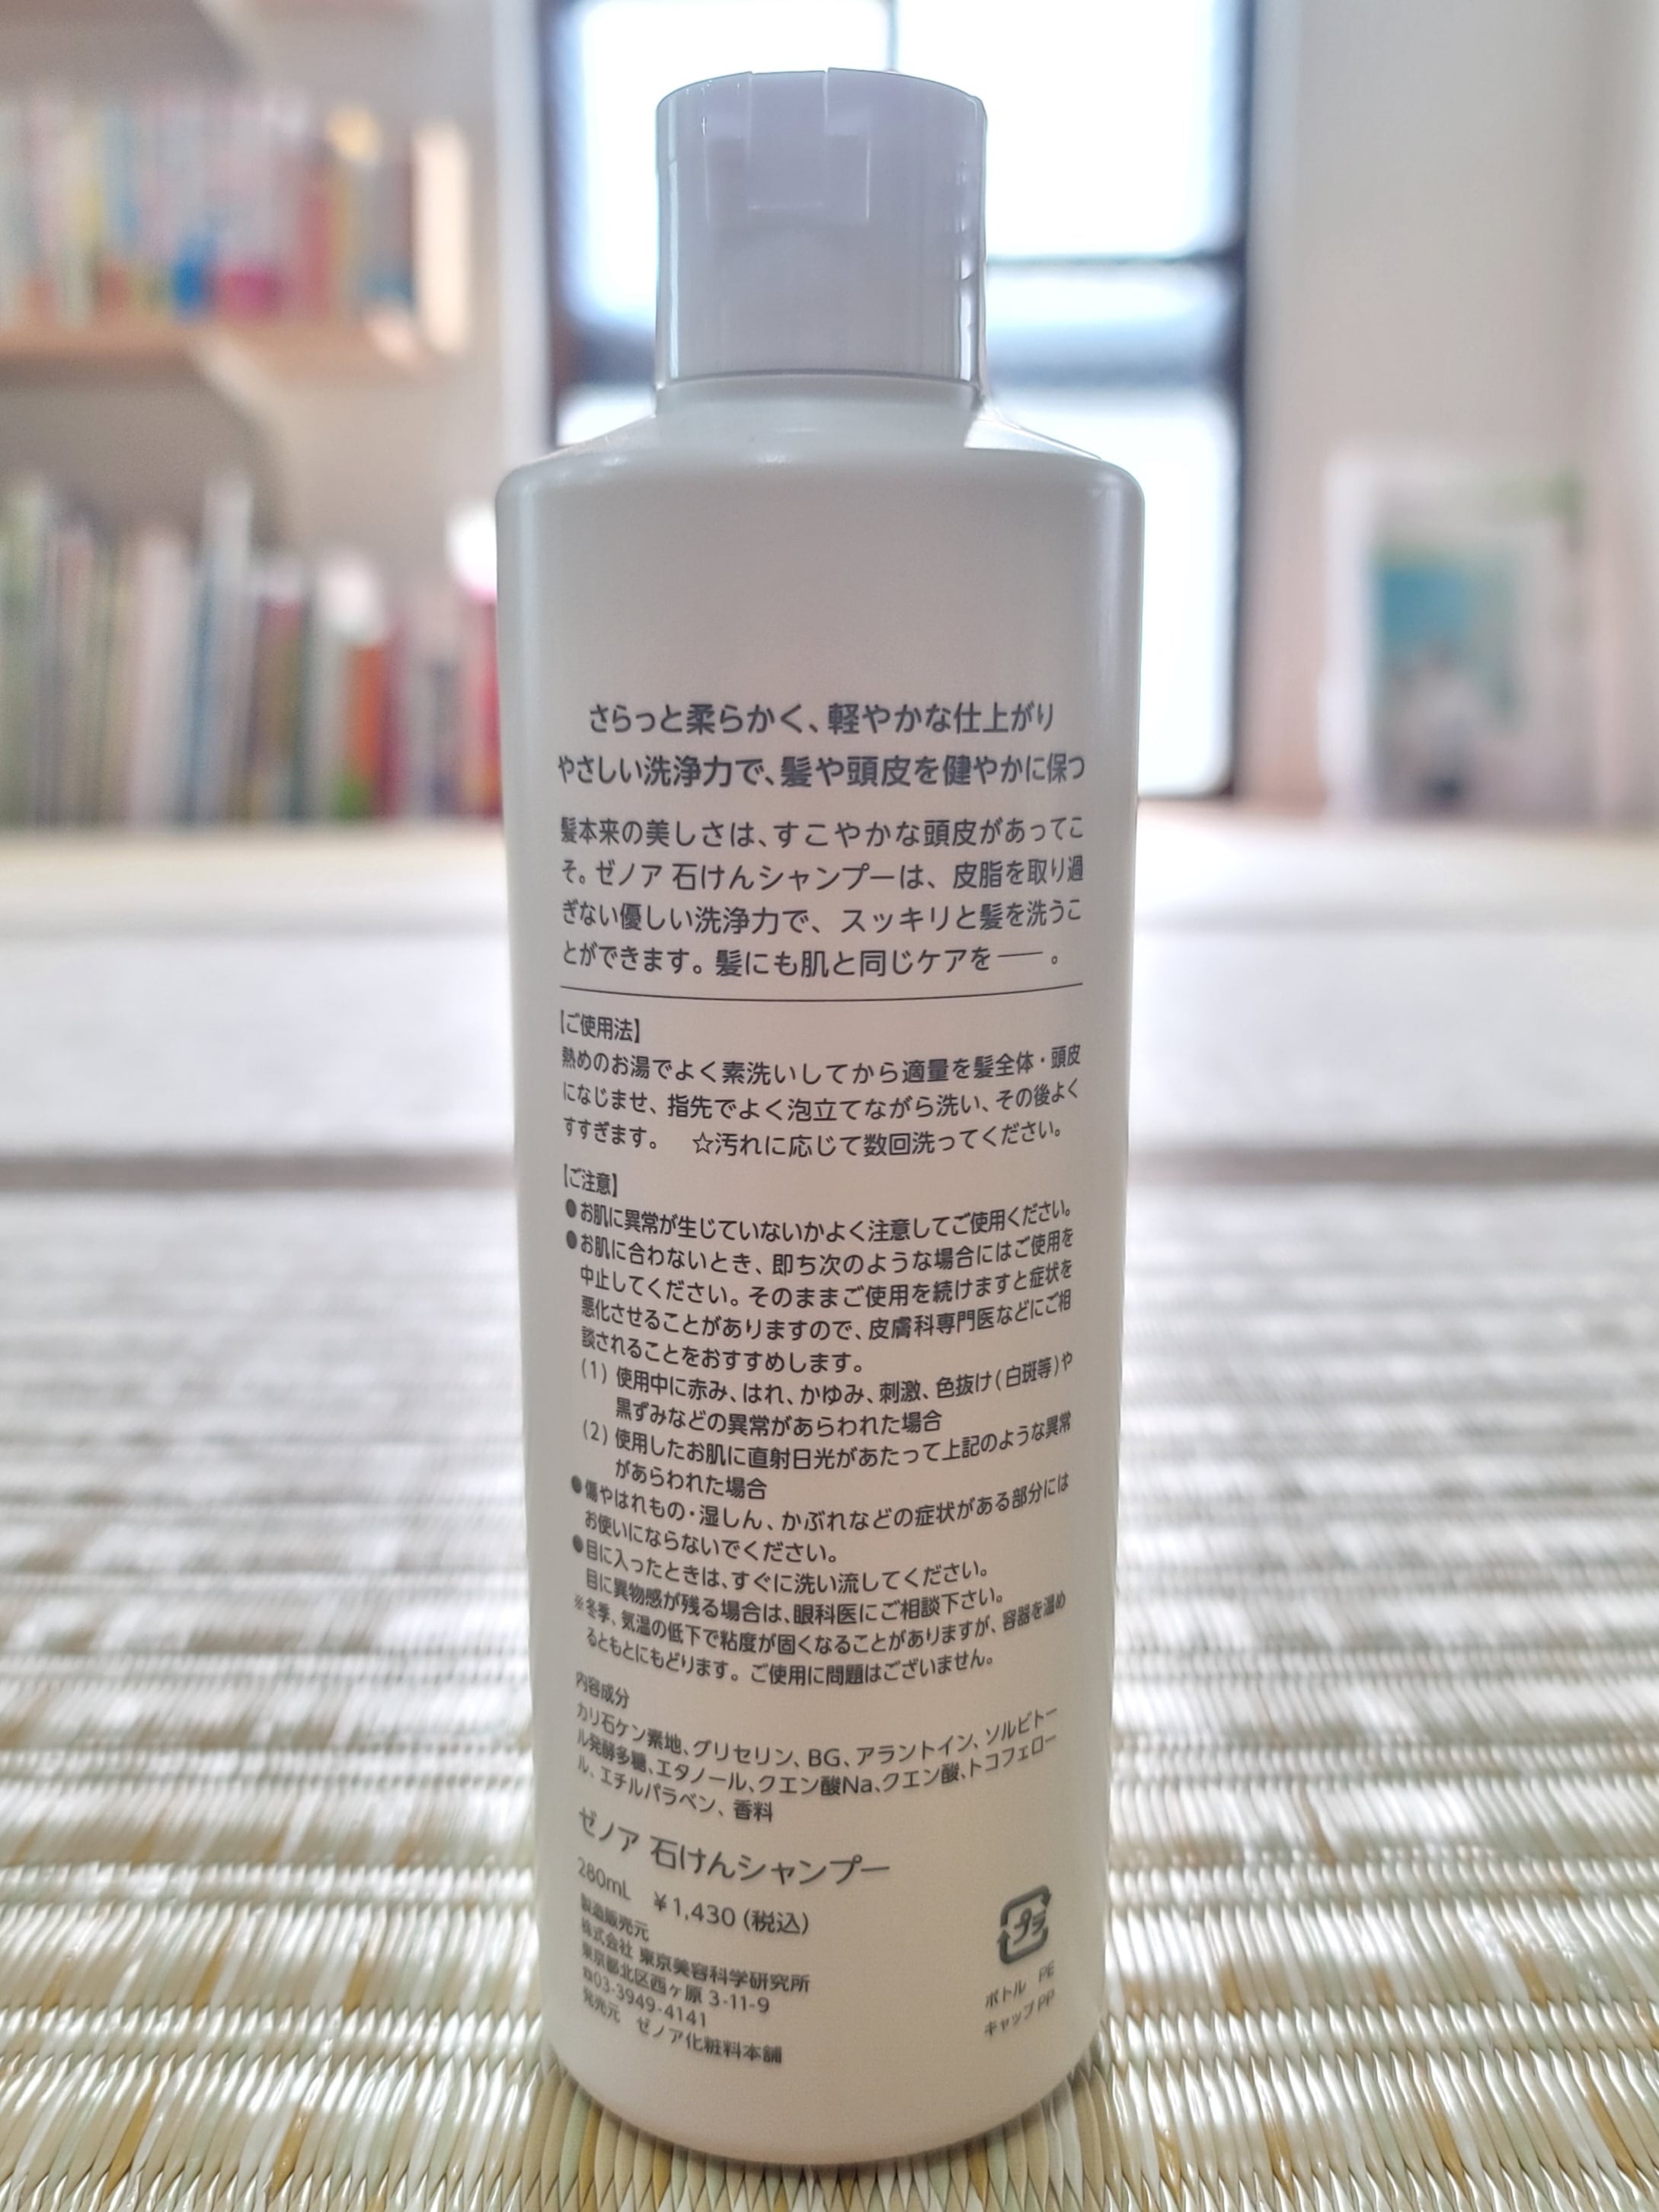 さらっと柔らかく、軽やかな仕上がり
やさしい洗浄力で、髪や頭皮を健やかに保つ
髪本来の美しさは、すこやかな頭皮があってこ
そ。ゼノア 石けんシャンプーは、皮脂を取り過
ぎない優しい洗浄力で、スッキリと髪を洗うこ
とができます。髪にも肌と同じケアを――。
【ご使用法】
熱めのお湯でよく素洗いしてから適量を髪全体・頭皮
になじませ、指先でよく泡立てながら洗い、その後よく
すすぎます。 ☆汚れに応じて数回洗ってください。
【ご注意】
●お肌に異常が生じていないかよく注意してご使用ください。
●お肌に合わないとき、即ち次のような場合にはご使用を
中止してください。そのままご使用を続けますと症状を
悪化させることがありますので、皮膚科専門医などにご相
談されることをおすすめします。
(1) 使用中に赤み、はれ、かゆみ、刺激、色抜け(白斑等)や
黒ずみなどの異常があらわれた場合
(2) 使用したお肌に直射日光があたって上記のような異常
があらわれた場合
●傷やはれもの・湿しん、かぶれなどの症状がある部分には
お使いにならないでください。
●目に入ったときは、すぐに洗い流してください。
目に異物感が残る場合は、眼科医にご相談下さい。
※冬季、気温の低下で粘度が固くなることがありますが、容器を温め
るともとにもどります。ご使用に問題はございません。
内容成分
カリ石ケン素地、グリセリン、BG、アラントイン、ソルビトー
ル発酵多糖、エタノール、クエン酸Na、クエン酸、トコフェロー
ル、エチルパラベン、香料
ゼノア 石けんシャンプー
280mL ¥1,430(税込)
製造販売元
株式会社 東京美容科学研究所
東京都北区西ヶ原 3-11-9
☎03-3949-4141
発売元 ゼノア化粧料本舗
プラ
ボトル PE
キャップ PP